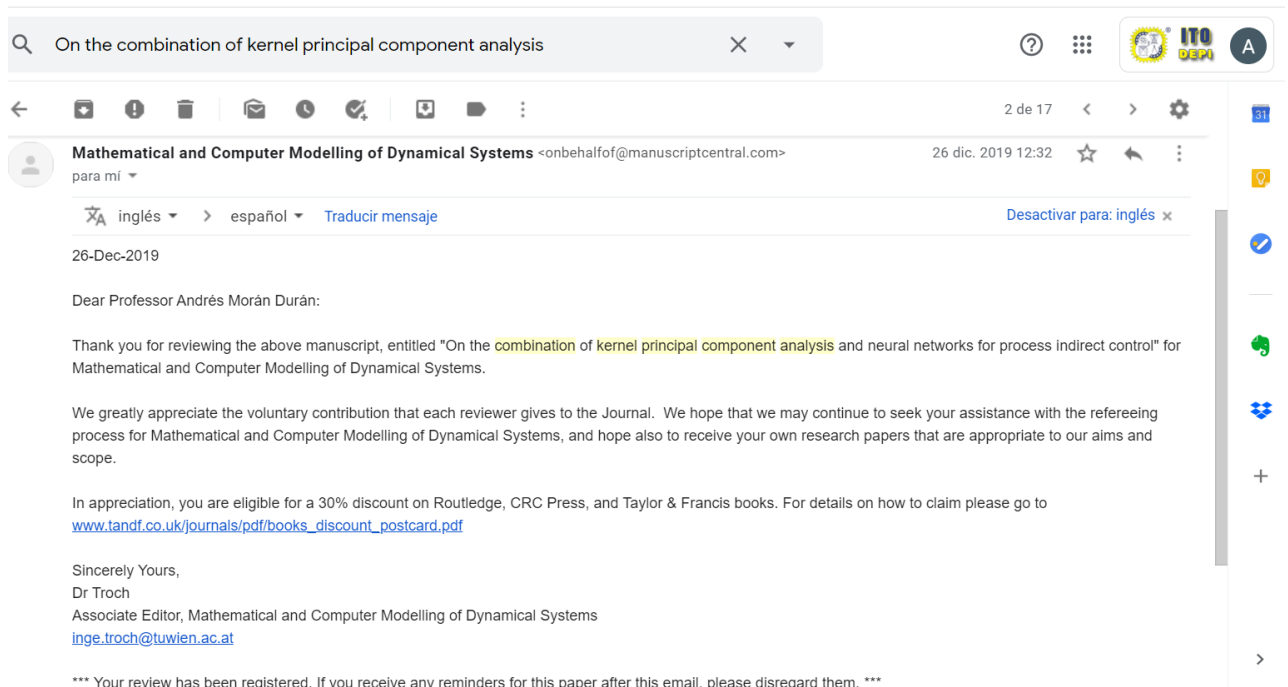 On the combination of kernel principal component analysis
ITO
DEPI
A
2 de 17
31
Mathematical and Computer Modelling of Dynamical Systems <onbehalfof@manuscriptcentral.com>
26 dic. 2019 12:32
para mí
inglés > español Traducir mensaje
Desactivar para: inglés x
26-Dec-2019
Dear Professor Andrés Morán Durán:
Thank you for reviewing the above manuscript, entitled "On the combination of kernel principal component analysis and neural networks for process indirect control" for
Mathematical and Computer Modelling of Dynamical Systems.
We greatly appreciate the voluntary contribution that each reviewer gives to the Journal.  We hope that we may continue to seek your assistance with the refereeing
process for Mathematical and Computer Modelling of Dynamical Systems, and hope also to receive your own research papers that are appropriate to our aims and
scope.
In appreciation, you are eligible for a 30% discount on Routledge, CRC Press, and Taylor & Francis books. For details on how to claim please go to
www.tandf.co.uk/journals/pdf/books_discount_postcard.pdf
Sincerely Yours,
Dr Troch
Associate Editor, Mathematical and Computer Modelling of Dynamical Systems
inge.troch@tuwien.ac.at
*** Your review has been registered. If you receive any reminders for this paper after this email, please disregard them. ***